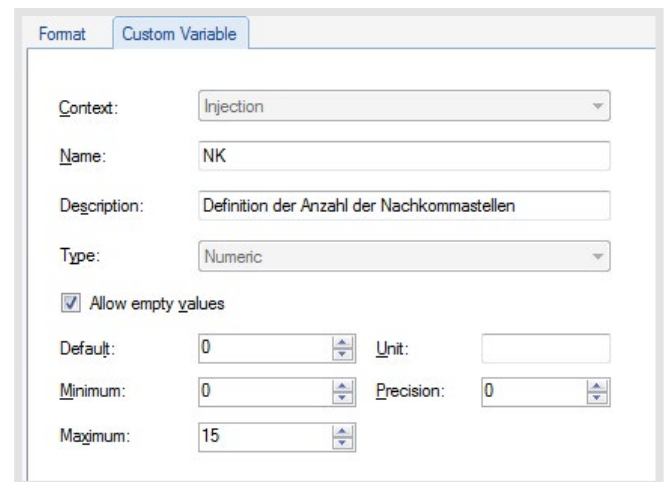 Format Custom Variable
Context: Injection
Name: NK
Description: Definition der Anzahl der Nachkommastellen
Type: Numeric
Allow empty values
Default: 0 Unit:
Minimum: 0 Precision: 0
Maximum: 15